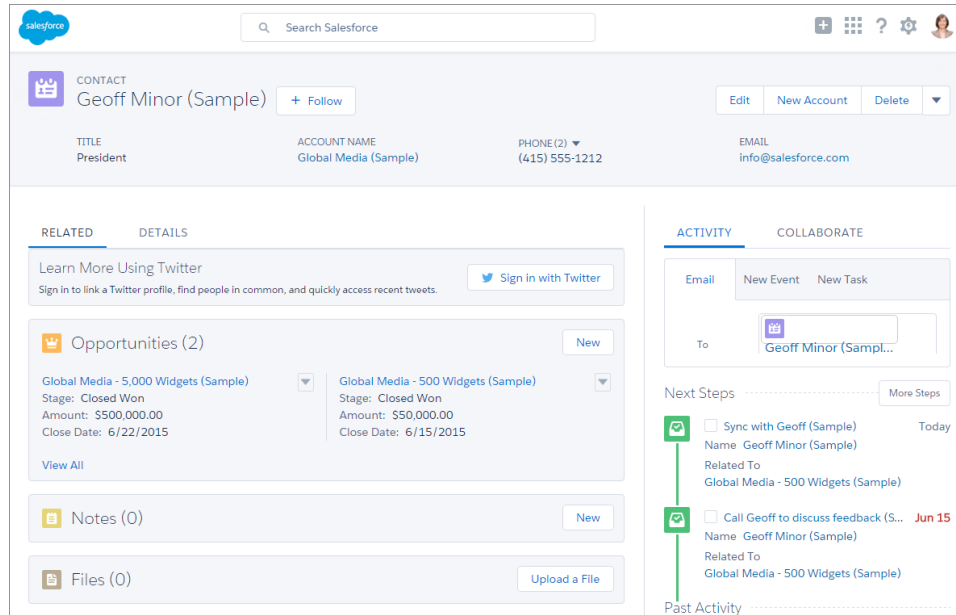 salesforce
Search Salesforce
CONTACT
Geoff Minor (Sample)
+ Follow
Edit
New Account
Delete
TITLE
President
ACCOUNT NAME
Global Media (Sample)
PHONE (2)
(415) 555-1212
EMAIL
info@salesforce.com
RELATED
DETAILS
Learn More Using Twitter
Sign in to link a Twitter profile, find people in common, and quickly access recent tweets.
Sign in with Twitter
Opportunities (2)
New
Global Media - 5,000 Widgets (Sample)
Stage: Closed Won
Amount: $500,000.00
Close Date: 6/22/2015
Global Media - 500 Widgets (Sample)
Stage: Closed Won
Amount: $50,000.00
Close Date: 6/15/2015
View All
Notes (0)
New
Files (0)
Upload a File
ACTIVITY
COLLABORATE
Email
New Event
New Task
To
Geoff Minor (Sampl...
Next Steps
More Steps
Sync with Geoff (Sample)
Today
Name Geoff Minor (Sample)
Related To
Global Media - 500 Widgets (Sample)
Call Geoff to discuss feedback (S...
Jun 15
Name Geoff Minor (Sample)
Related To
Global Media - 500 Widgets (Sample)
Past Activity